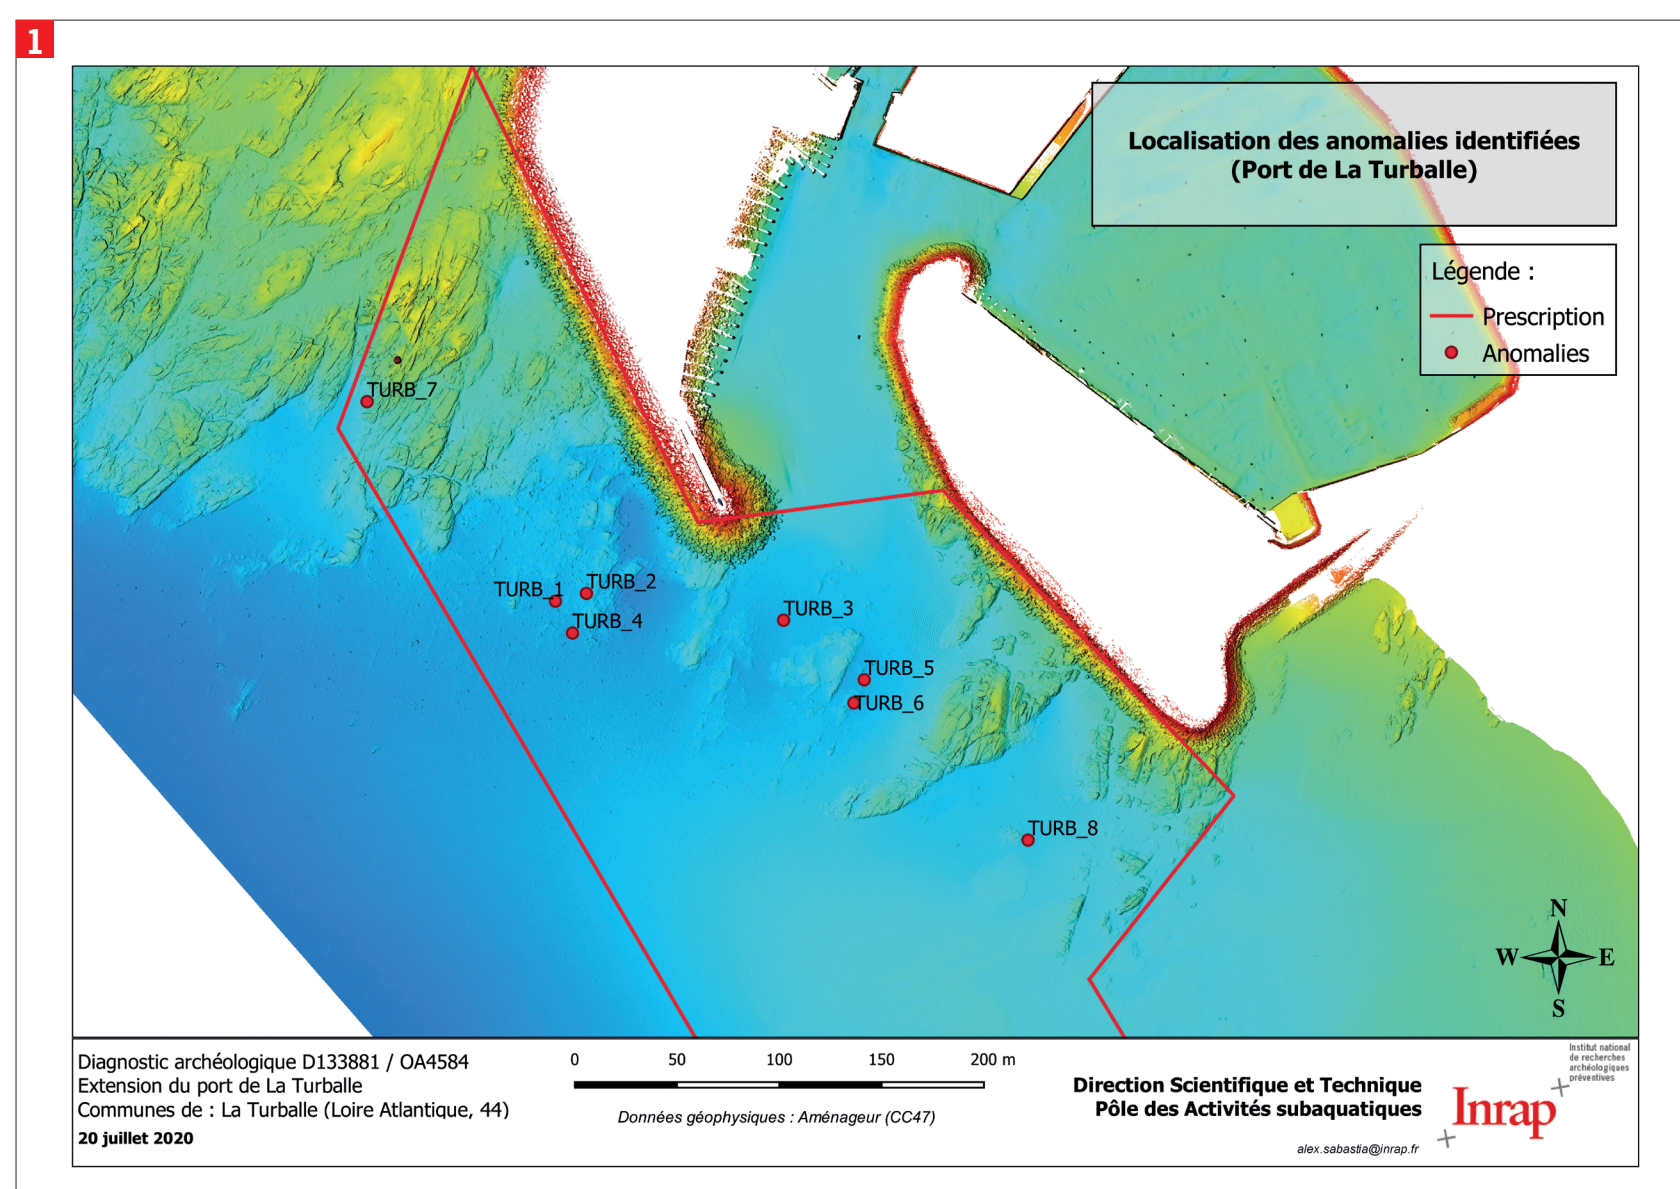 1
Localisation des anomalies identifiées
(Port de La Turballe)
Légende :
Prescription
Anomalies
TURB_7
TURB_1
TURB_2
TURB_4
TURB_3
TURB_5
TURB_6
TURB_8
N
W E
S
Diagnostic archéologique D133881 / OA4584
Extension du port de La Turballe
Communes de : La Turballe (Loire Atlantique, 44)
20 juillet 2020
0 50 100 150 200 m
Données géophysiques : Aménageur (CC47)
Direction Scientifique et Technique
Pôle des Activités subaquatiques
alex.sabastia@inrap.fr
Institut national
de recherches
archéologiques
préventives
Inrap